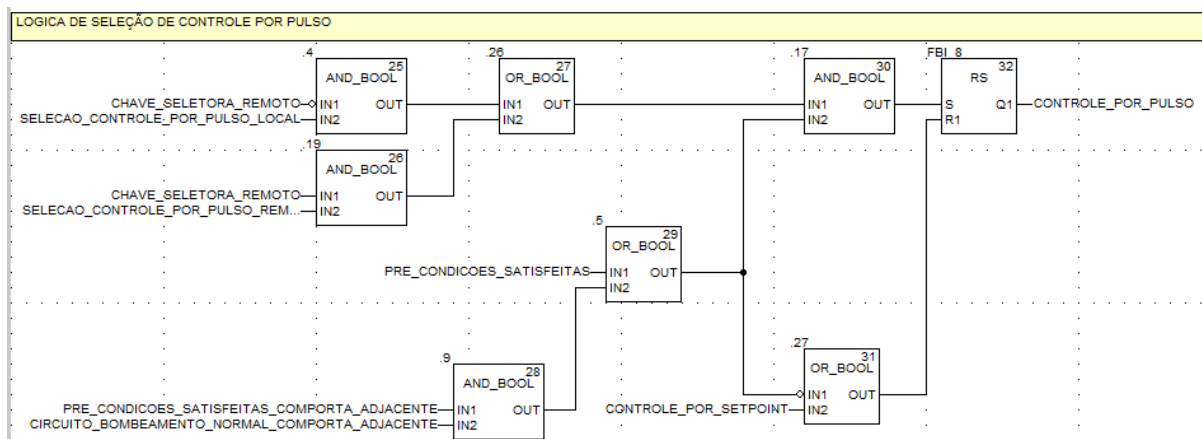 LOGICA DE SELEÇÃO DE CONTROLE POR PULSO
.4 .26 .17 FBI_8
25 27 30 32
AND_BOOL OR_BOOL AND_BOOL RS
CHAVE_SELETORA_REMOTO IN1 OUT IN1 OUT IN1 OUT S Q1 CONTROLE_POR_PULSO
SELECAO_CONTROLE_POR_PULSO_LOCAL IN2 IN2 IN2 R1
.19
26
AND_BOOL
CHAVE_SELETORA_REMOTO IN1 OUT
SELECAO_CONTROLE_POR_PULSO_REM... IN2
.5
29
OR_BOOL
PRE_CONDICOES_SATISFEITAS IN1 OUT
IN2
.27
31
OR_BOOL
.9
28
AND_BOOL
IN1 OUT
PRE_CONDICOES_SATISFEITAS_COMPORTA_ADJACENTE IN1 OUT CONTROLE_POR_SETPOINT IN2
CIRCUITO_BOMBEAMENTO_NORMAL_COMPORTA_ADJACENTE IN2